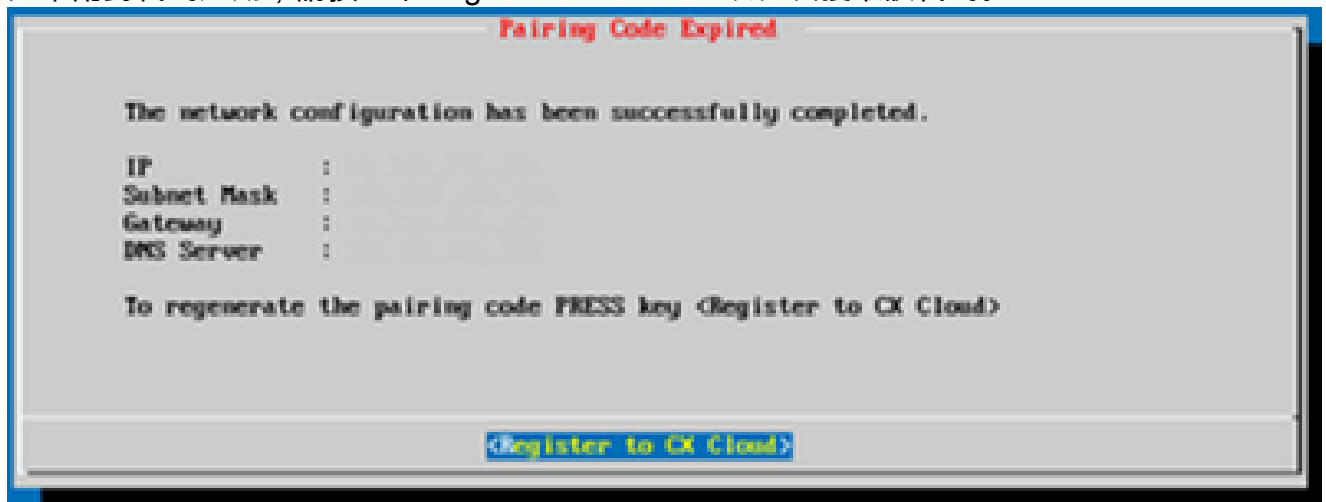 Pairing Code Expired
The network configuration has been successfully completed.
IP :
Subnet Mask :
Gateway :
DNS Server :
To regenerate the pairing code PRESS key <Register to CX Cloud>
<Register to CX Cloud>